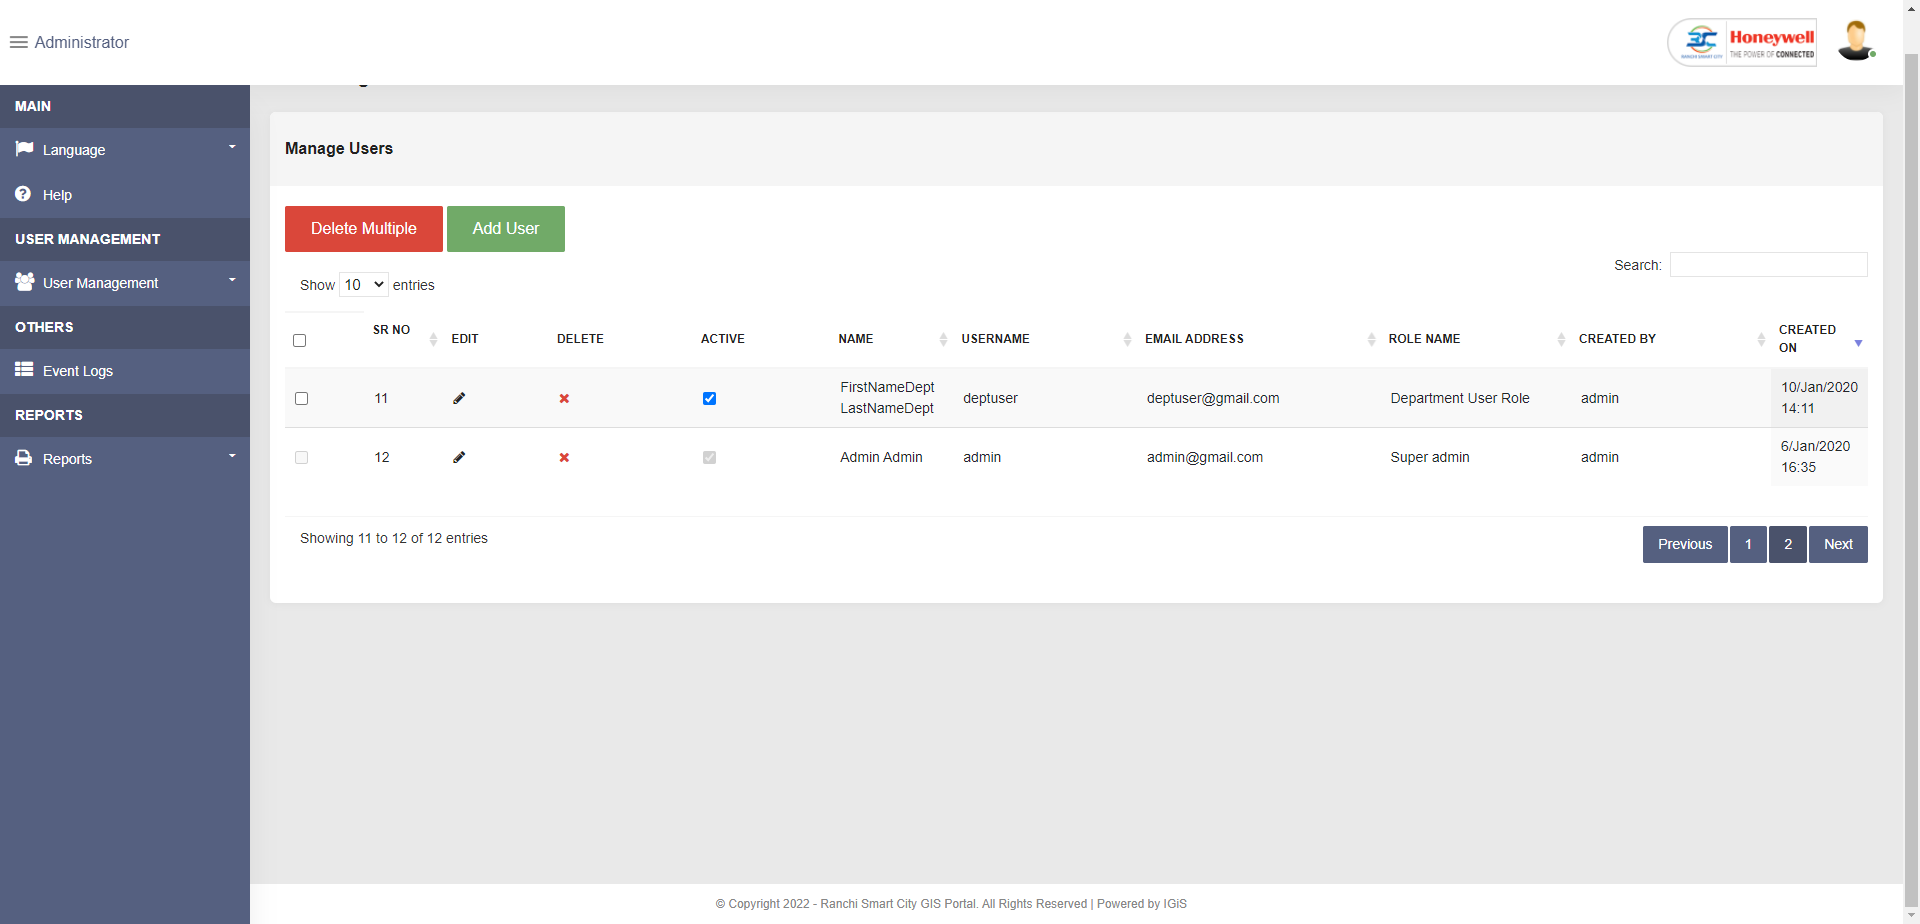 Administrator
Honeywell
THE POWER OF CONNECTED
RANCHI SMART CITY
MAIN
Language
Help
USER MANAGEMENT
User Management
OTHERS
Event Logs
REPORTS
Reports
Manage Users
Delete Multiple
Add User
Show 10 entries
Search:
SR NO
EDIT
DELETE
ACTIVE
NAME
USERNAME
EMAIL ADDRESS
ROLE NAME
CREATED BY
CREATED
ON
11
FirstNameDept
LastNameDept
deptuser
deptuser@gmail.com
Department User Role
admin
10/Jan/2020
14:11
12
Admin Admin
admin
admin@gmail.com
Super admin
admin
6/Jan/2020
16:35
Showing 11 to 12 of 12 entries
Previous
1
2
Next
© Copyright 2022 - Ranchi Smart City GIS Portal. All Rights Reserved | Powered by IGiS